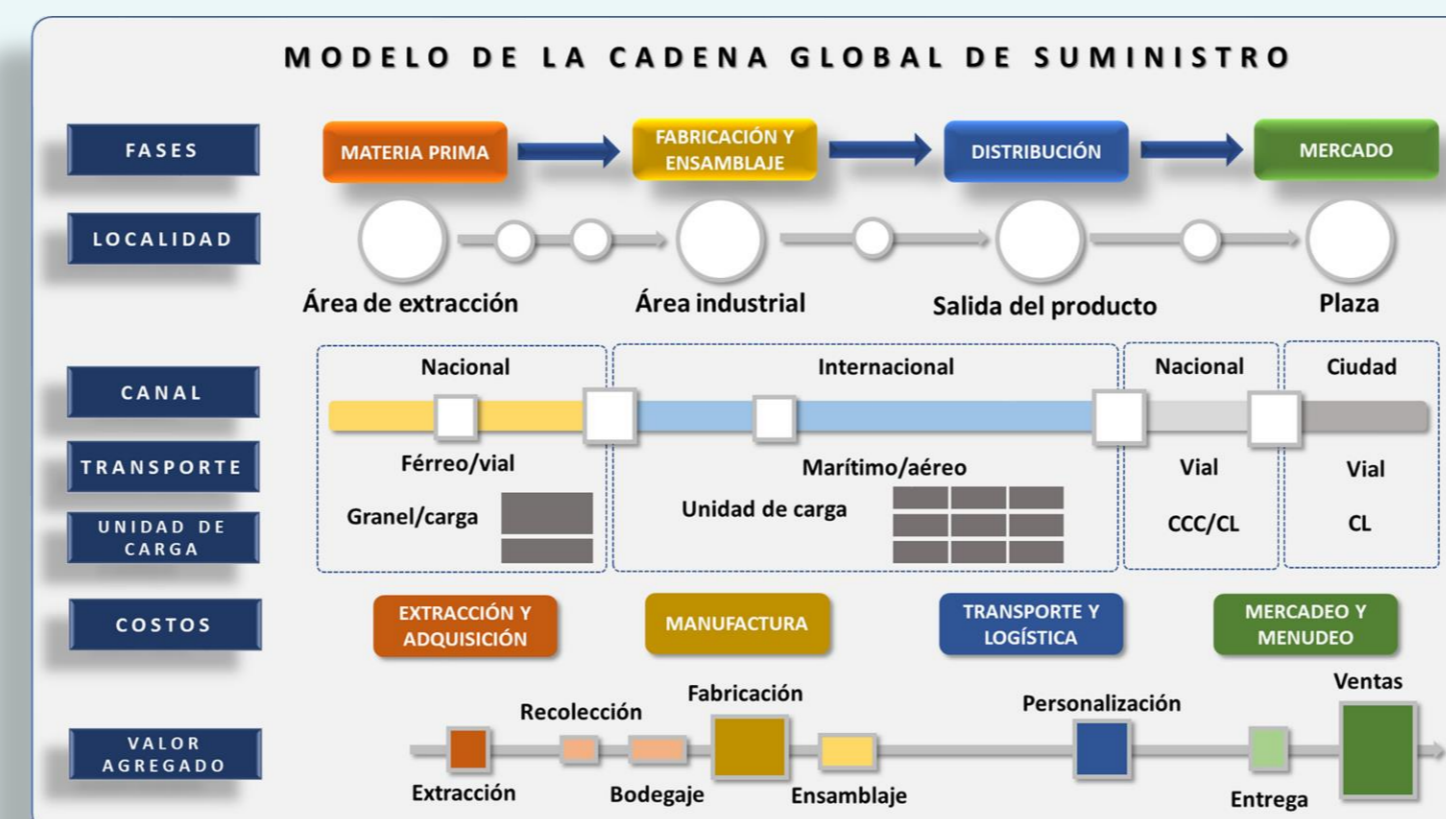 MODELO DE LA CADENA GLOBAL DE SUMINISTRO
FASES
MATERIA PRIMA
FABRICACIÓN Y
ENSAMBLAJE
DISTRIBUCIÓN
MERCADO
LOCALIDAD
Área de extracción
Área industrial
Salida del producto
Plaza
CANAL
Nacional
Internacional
Nacional
Ciudad
TRANSPORTE
Férreo/vial
Marítimo/aéreo
Vial
Vial
UNIDAD DE
CARGA
Granel/carga
Unidad de carga
CCC/CL
CL
COSTOS
EXTRACCIÓN Y
ADQUISICIÓN
MANUFACTURA
TRANSPORTE Y
LOGÍSTICA
MERCADEO Y
MENUDEO
VALOR
AGREGADO
Extracción
Recolección
Bodegaje
Fabricación
Ensamblaje
Personalización
Entrega
Ventas